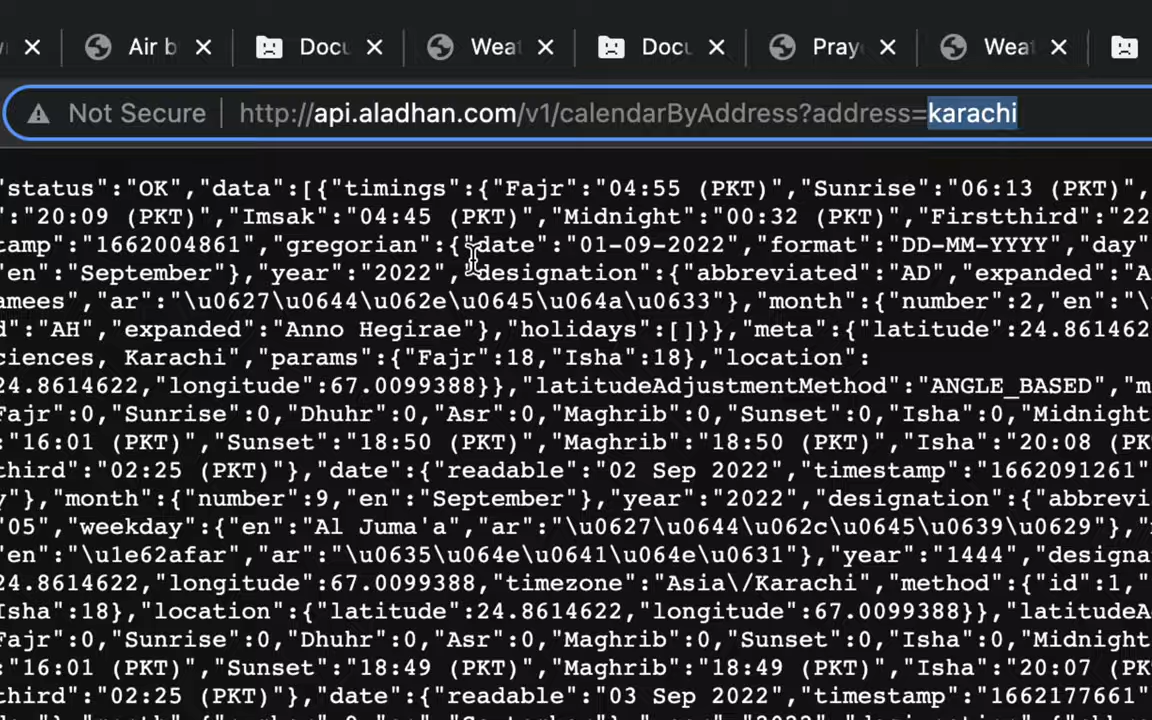 Air b
Docu
Weat
Docu
Pray
Weat
Not Secure
http://api.aladhan.com/v1/calendarByAddress?address=karachi
"status":"OK","data":[{"timings":{"Fajr":"04:55 (PKT)","Sunrise":"06:13 (PKT)",
:"20:09 (PKT)","Imsak":"04:45 (PKT)","Midnight":"00:32 (PKT)","Firstthird":"22
tamp":"1662004861","gregorian":{"date":"01-09-2022","format":"DD-MM-YYYY","day"
"en":"September"},"year":"2022","designation":{"abbreviated":"AD","expanded":"A
amees","ar":"\u0627\u0644\u062e\u0645\u064a\u0633"},"month":{"number":2,"en":"\
d":"AH","expanded":"Anno Hegirae"},"holidays":[]}},"meta":{"latitude":24.861462
ciences, Karachi","params":{"Fajr":18,"Isha":18},"location":
24.8614622,"longitude":67.0099388}},"latitudeAdjustmentMethod":"ANGLE_BASED","m
Fajr":0,"Sunrise":0,"Dhuhr":0,"Asr":0,"Maghrib":0,"Sunset":0,"Isha":0,"Midnight
:"16:01 (PKT)","Sunset":"18:50 (PKT)","Maghrib":"18:50 (PKT)","Isha":"20:08 (PK
third":"02:25 (PKT)"},"date":{"readable":"02 Sep 2022","timestamp":"1662091261"
y"},"month":{"number":9,"en":"September"},"year":"2022","designation":{"abbrevi
"05","weekday":{"en":"Al Juma'a","ar":"\u0627\u0644\u062c\u0645\u0639\u0629"},"
"en":"\u1e62afar","ar":"\u0635\u064e\u0641\u064e\u0631"},"year":"1444","designa
24.8614622,"longitude":67.0099388,"timezone":"Asia\/Karachi","method":{"id":1,"
Isha":18},"location":{"latitude":24.8614622,"longitude":67.0099388}},"latitudeA
Fajr":0,"Sunrise":0,"Dhuhr":0,"Asr":0,"Maghrib":0,"Sunset":0,"Isha":0,"Midnight
:"16:01 (PKT)","Sunset":"18:49 (PKT)","Maghrib":"18:49 (PKT)","Isha":"20:07 (PK
third":"02:25 (PKT)"},"date":{"readable":"03 Sep 2022","timestamp":"1662177661"